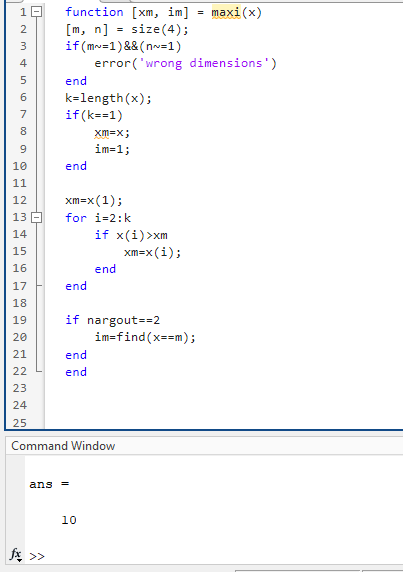 1 function [xm, im] = maxi(x)
2 [m, n] = size(4);
3 if(m~=1)&&(n~=1)
4 error('wrong dimensions')
5 end
6 k=length(x);
7 if(k==1)
8 xm=x;
9 im=1;
10 end
11
12 xm=x(1);
13 for i=2:k
14 if x(i)>xm
15 xm=x(i);
16 end
17 end
18
19 if nargout==2
20 im=find(x==m);
21 end
22 end
23
24
25
Command Window
ans =
10
fx >>